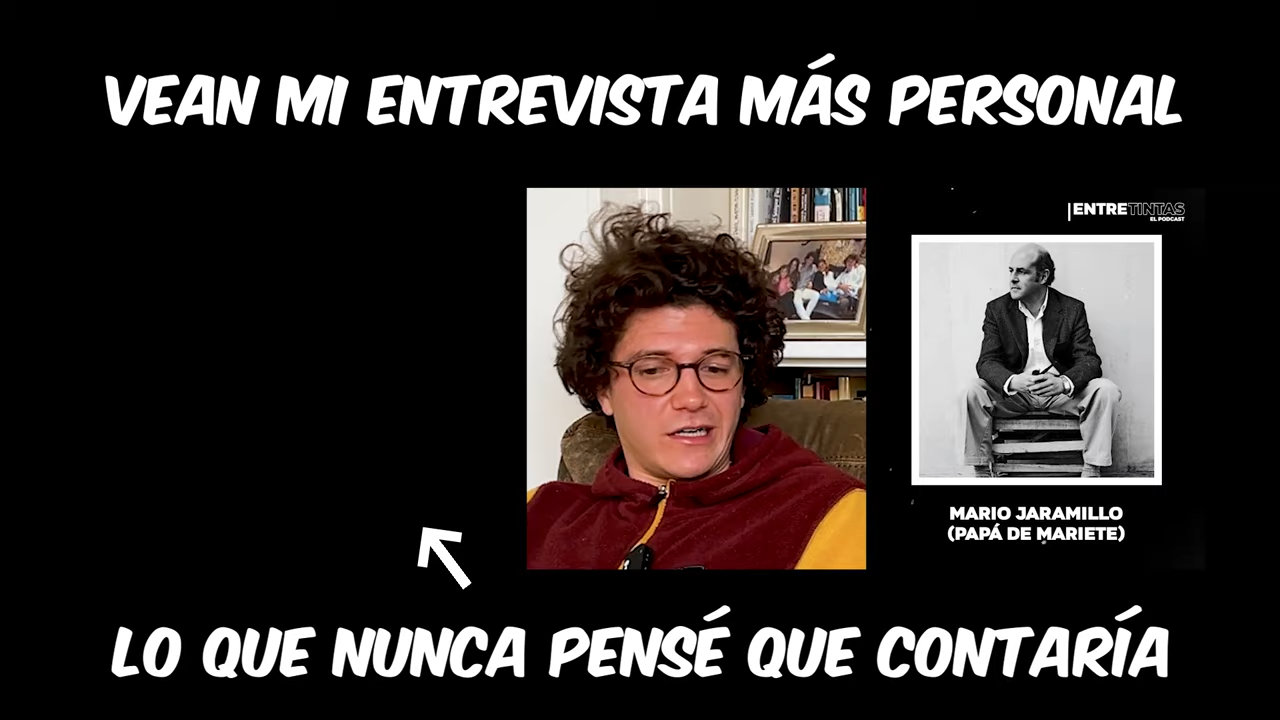 VEAN MI ENTREVISTA MÁS PERSONAL
|ENTRETINTAS
EL PODCAST
MARIO JARAMILLO
(PAPÁ DE MARIETE)
LO QUE NUNCA PENSÉ QUE CONTARÍA